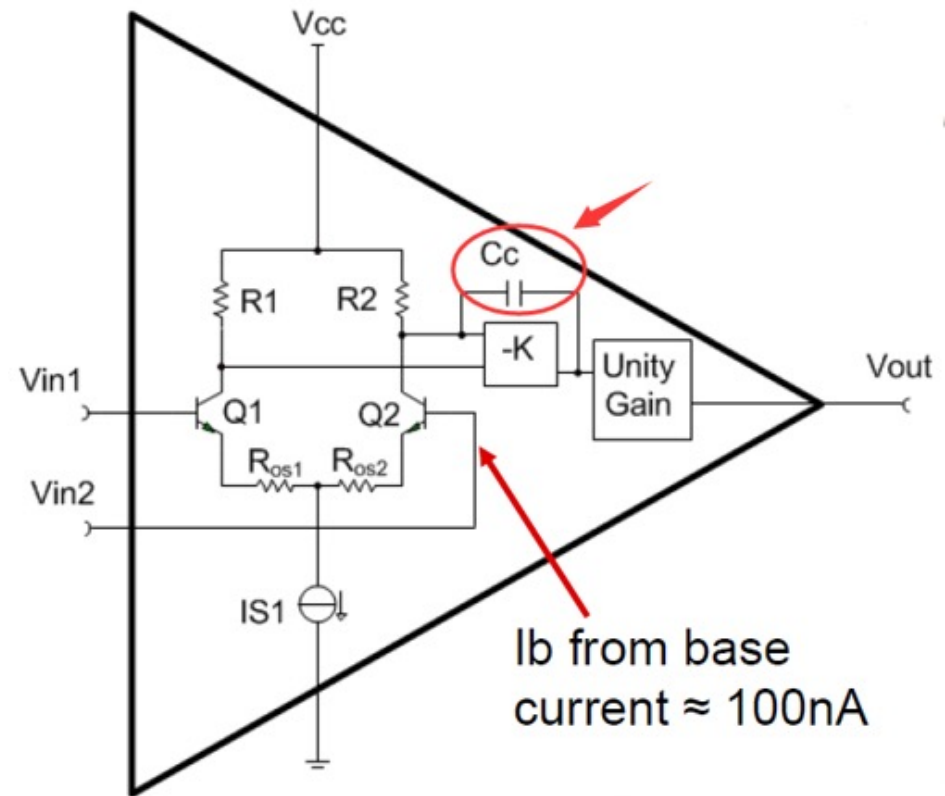 Vcc
Cc
R1
R2
-K
Unity
Gain
Vout
Vin1
Q1
Q2
Ros1
Ros2
Vin2
IS1
Ib from base
current ≈ 100nA